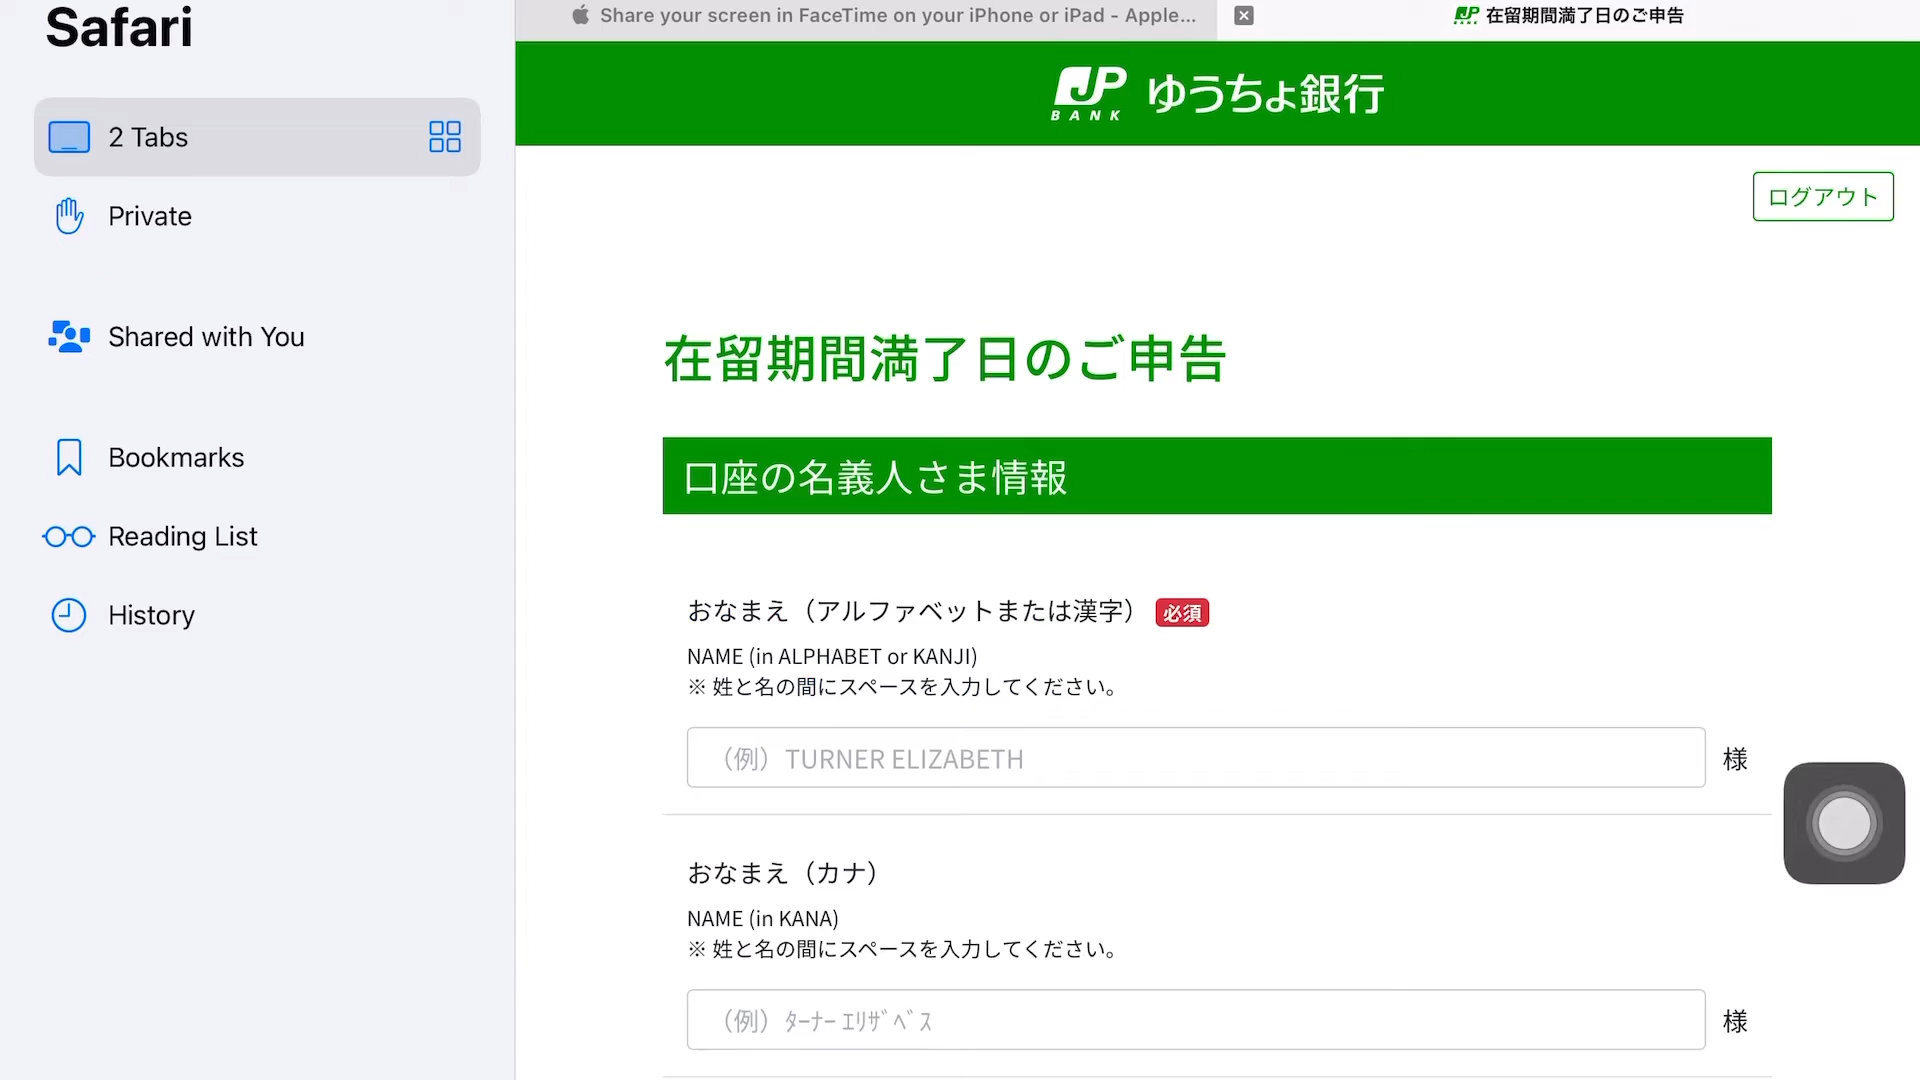 Safari
2 Tabs
Private
Shared with You
Bookmarks
Reading List
History
Share your screen in FaceTime on your iPhone or iPad - Apple...
JP BANK 在留期間満了日のご申告
JP BANK ゆうちょ銀行
ログアウト
在留期間満了日のご申告
口座の名義人さま情報
おなまえ（アルファベットまたは漢字） 必須
NAME (in ALPHABET or KANJI)
※ 姓と名の間にスペースを入力してください。
（例）TURNER ELIZABETH 様
おなまえ（カナ）
NAME (in KANA)
※ 姓と名の間にスペースを入力してください。
（例）ﾀｰﾅｰ ｴﾘｻﾞﾍﾞｽ 様